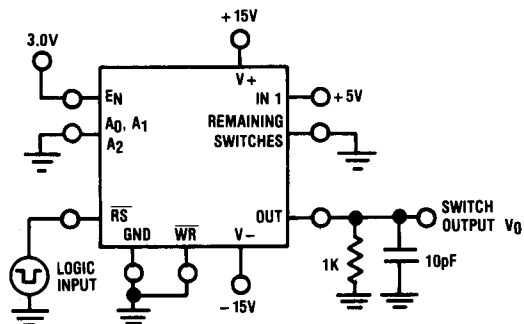 +15V
3.0V
V+
EN
IN 1
+5V
A0, A1
A2
REMAINING
SWITCHES
RS
OUT
SWITCH
OUTPUT V0
GND
WR
V−
LOGIC
INPUT
1K
10pF
−15V